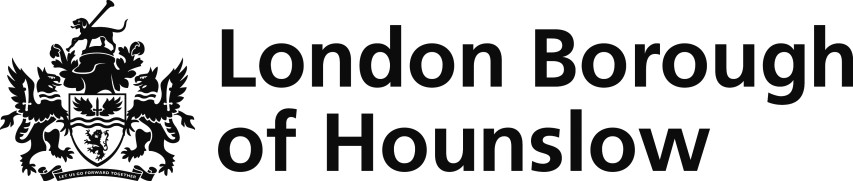 London Borough
of Hounslow
LET US GO FORWARD TOGETHER